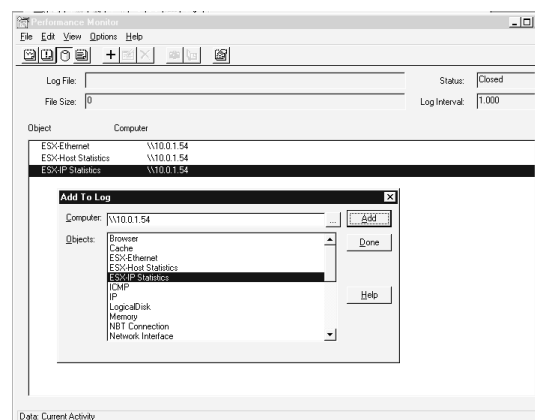 Performance Monitor
File Edit View Options Help
Log File: Status: Closed
File Size: 0 Log Interval: 1.000
Object Computer
ESX-Ethernet \\10.0.1.54
ESX-Host Statistics \\10.0.1.54
ESX-IP Statistics \\10.0.1.54
Add To Log
Computer: \\10.0.1.54 ... Add
Objects: Browser Done
Cache
ESX-Ethernet
ESX-Host Statistics
ESX-IP Statistics
ICMP
IP Help
LogicalDisk
Memory
NBT Connection
Network Interface
Data: Current Activity